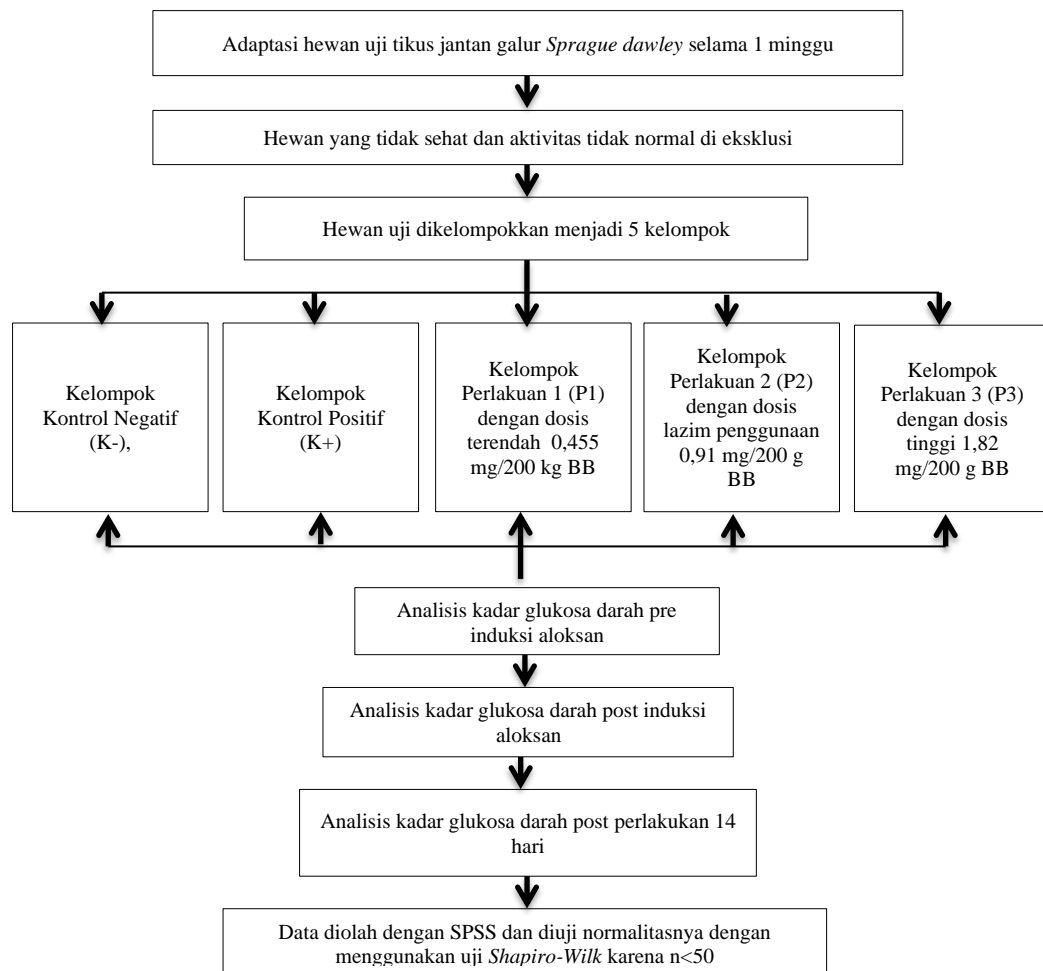 Adaptasi hewan uji tikus jantan galur Sprague dawley selama 1 minggu
Hewan yang tidak sehat dan aktivitas tidak normal di eksklusi
Hewan uji dikelompokkan menjadi 5 kelompok
Kelompok
Kontrol Negatif
(K-),
Kelompok
Kontrol Positif
(K+)
Kelompok
Perlakuan 1 (P1)
dengan dosis
terendah 0,455
mg/200 kg BB
Kelompok
Perlakuan 2 (P2)
dengan dosis
lazim penggunaan
0,91 mg/200 g
BB
Kelompok
Perlakuan 3 (P3)
dengan dosis
tinggi 1,82
mg/200 g BB
Analisis kadar glukosa darah pre
induksi aloksan
Analisis kadar glukosa darah post induksi
aloksan
Analisis kadar glukosa darah post perlakukan 14
hari
Data diolah dengan SPSS dan diuji normalitasnya dengan
menggunakan uji Shapiro-Wilk karena n<50